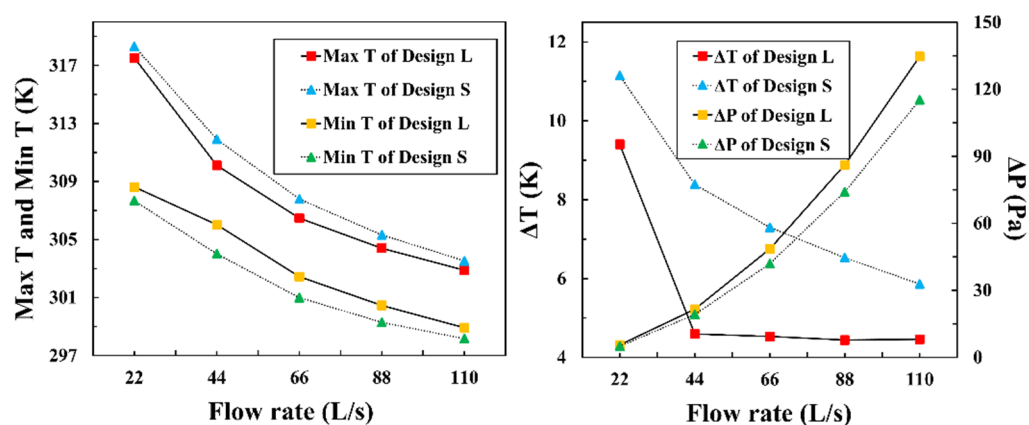 Max T and Min T (K)
317
313
309
305
301
297
Max T of Design L
Max T of Design S
Min T of Design L
Min T of Design S
22 44 66 88 110
Flow rate (L/s)
ΔT (K)
12
10
8
6
4
ΔT of Design L
ΔT of Design S
ΔP of Design L
ΔP of Design S
150
120
90
60
30
0
ΔP (Pa)
22 44 66 88 110
Flow rate (L/s)